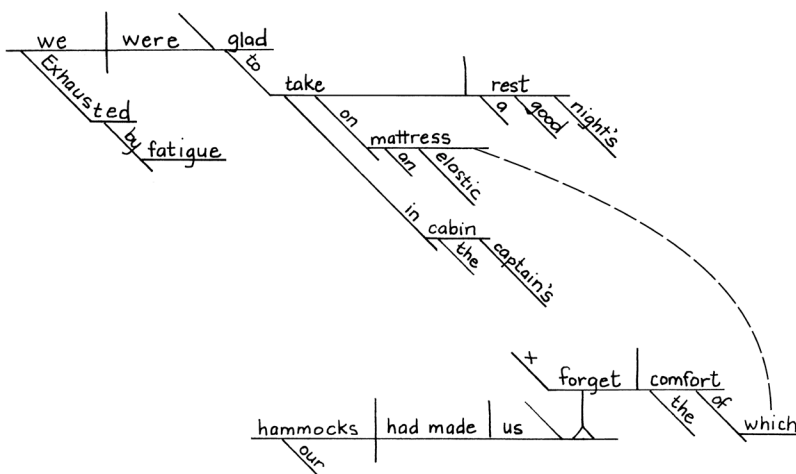 we were glad
to
Exhausted
take rest
by
fatigue
on
a good night's
mattress
an elastic
in
cabin
the captain's
x
forget comfort
the of
which
hammocks had made us
our